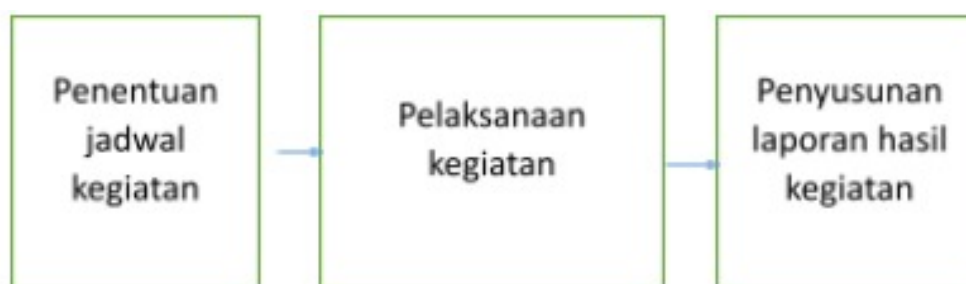 Penentuan
jadwal
kegiatan
Pelaksanaan
kegiatan
Penyusunan
laporan hasil
kegiatan